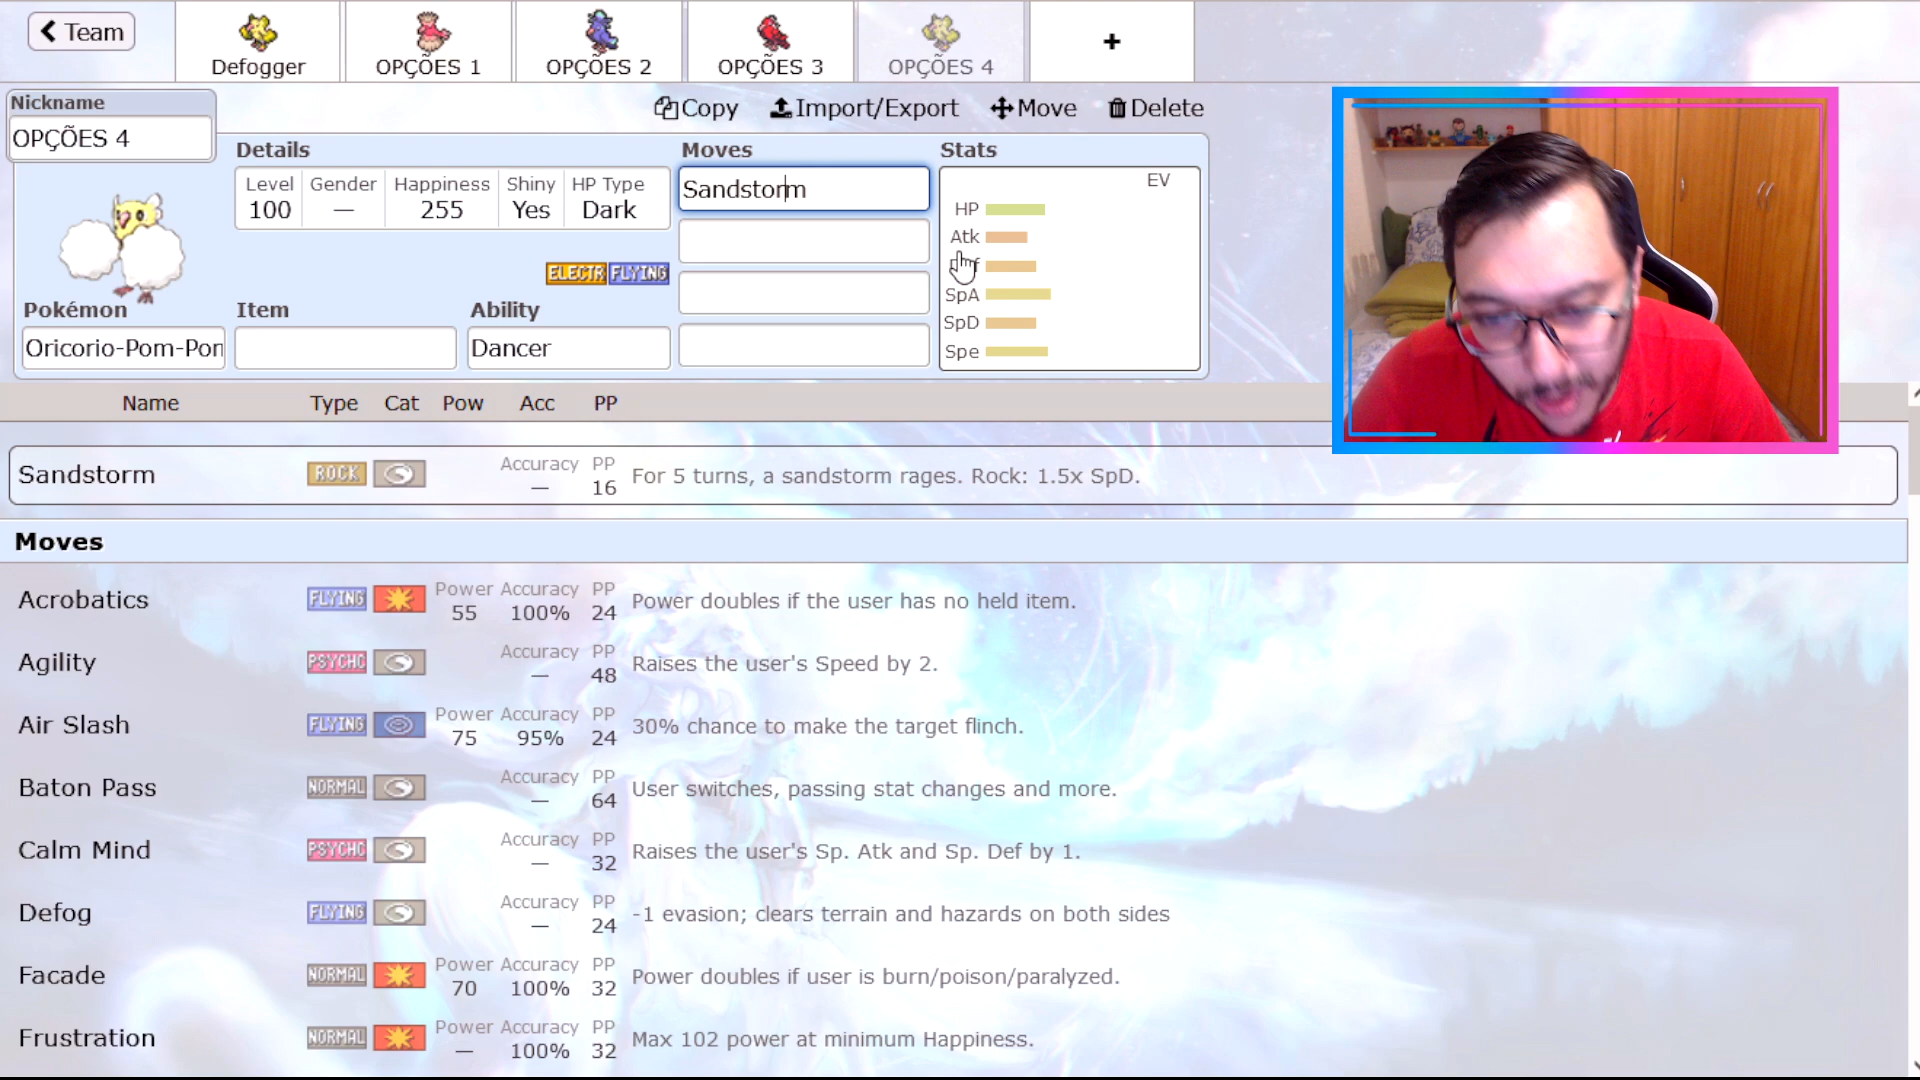 Team
Defogger
OPÇÕES 1
OPÇÕES 2
OPÇÕES 3
OPÇÕES 4
+
Nickname
OPÇÕES 4
Copy
Import/Export
Move
Delete
Details
Moves
Stats
Level
Gender
Happiness
Shiny
HP Type
100
—
255
Yes
Dark
Sandstorm
EV
HP
Atk
SpA
SpD
Spe
ELECTR FLYING
Pokémon
Item
Ability
Oricorio-Pom-Pon
Dancer
Name Type Cat Pow Acc PP
Sandstorm ROCK Accuracy — PP 16 For 5 turns, a sandstorm rages. Rock: 1.5x SpD.
Moves
Acrobatics FLYING Power 55 Accuracy 100% PP 24 Power doubles if the user has no held item.
Agility PSYCHC Accuracy — PP 48 Raises the user's Speed by 2.
Air Slash FLYING Power 75 Accuracy 95% PP 24 30% chance to make the target flinch.
Baton Pass NORMAL Accuracy — PP 64 User switches, passing stat changes and more.
Calm Mind PSYCHC Accuracy — PP 32 Raises the user's Sp. Atk and Sp. Def by 1.
Defog FLYING Accuracy — PP 24 -1 evasion; clears terrain and hazards on both sides
Facade NORMAL Power 70 Accuracy 100% PP 32 Power doubles if user is burn/poison/paralyzed.
Frustration NORMAL Power — Accuracy 100% PP 32 Max 102 power at minimum Happiness.